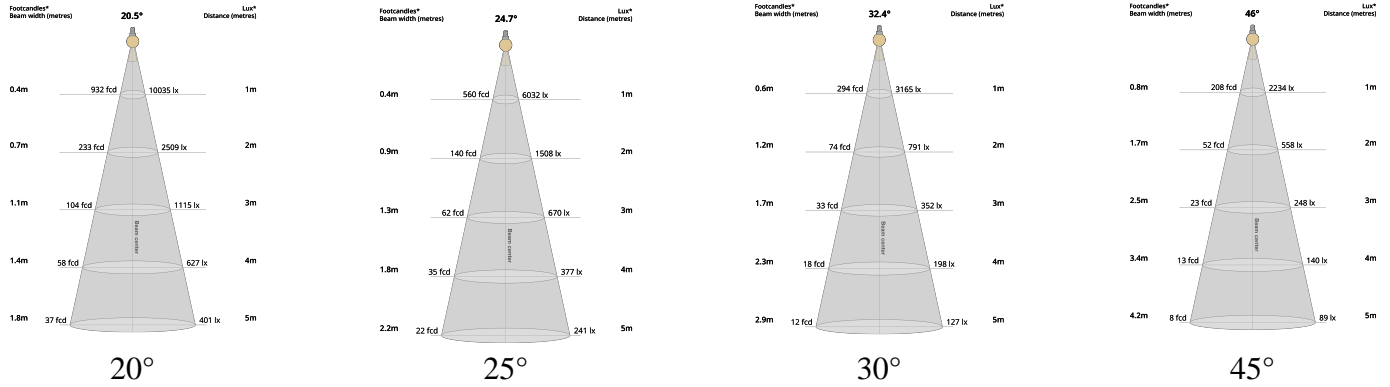 Footcandles*
Beam width (metres)
20.5°
Lux*
Distance (metres)
0.4m 932 fcd 10035 lx 1m
0.7m 233 fcd 2509 lx 2m
1.1m 104 fcd 1115 lx 3m
Beam center
1.4m 58 fcd 627 lx 4m
1.8m 37 fcd 401 lx 5m
20°
Footcandles*
Beam width (metres)
24.7°
Lux*
Distance (metres)
0.4m 560 fcd 6032 lx 1m
0.9m 140 fcd 1508 lx 2m
1.3m 62 fcd 670 lx 3m
Beam center
1.8m 35 fcd 377 lx 4m
2.2m 22 fcd 241 lx 5m
25°
Footcandles*
Beam width (metres)
32.4°
Lux*
Distance (metres)
0.6m 294 fcd 3165 lx 1m
1.2m 74 fcd 791 lx 2m
1.7m 33 fcd 352 lx 3m
Beam center
2.3m 18 fcd 198 lx 4m
2.9m 12 fcd 127 lx 5m
30°
Footcandles*
Beam width (metres)
46°
Lux*
Distance (metres)
0.8m 208 fcd 2234 lx 1m
1.7m 52 fcd 558 lx 2m
2.5m 23 fcd 248 lx 3m
Beam center
3.4m 13 fcd 140 lx 4m
4.2m 8 fcd 89 lx 5m
45°